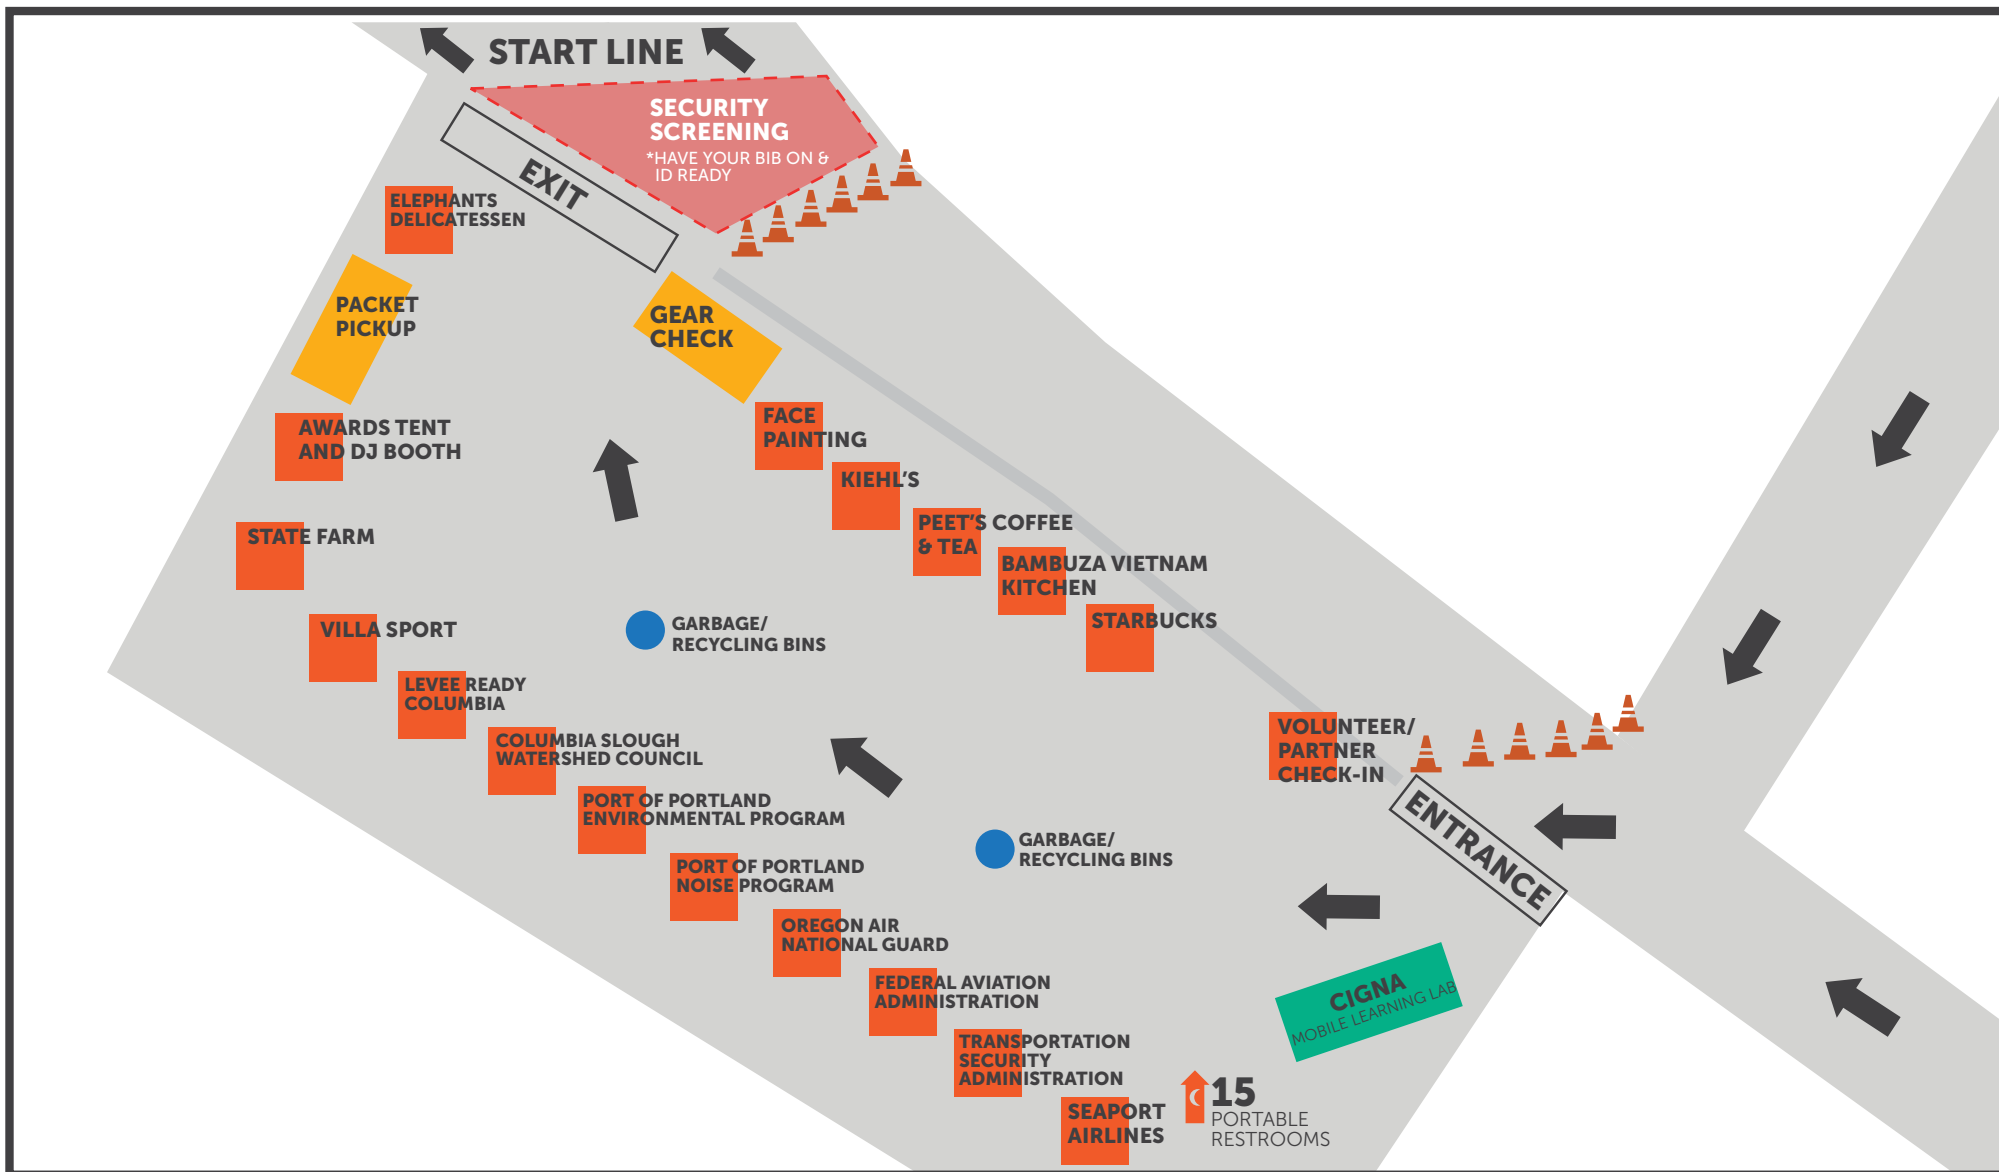 START LINE
SECURITY
SCREENING
*HAVE YOUR BIB ON &
ID READY
EXIT
ELEPHANTS
DELICATESSEN
PACKET
PICKUP
GEAR
CHECK
AWARDS TENT
AND DJ BOOTH
FACE
PAINTING
KIEHL'S
PEET'S COFFEE
& TEA
BAMBUZA VIETNAM
KITCHEN
STARBUCKS
STATE FARM
VILLA SPORT
GARBAGE/
RECYCLING BINS
LEVEE READY
COLUMBIA
COLUMBIA SLOUGH
WATERSHED COUNCIL
VOLUNTEER/
PARTNER
CHECK-IN
PORT OF PORTLAND
ENVIRONMENTAL PROGRAM
ENTRANCE
GARBAGE/
RECYCLING BINS
PORT OF PORTLAND
NOISE PROGRAM
OREGON AIR
NATIONAL GUARD
FEDERAL AVIATION
ADMINISTRATION
CIGNA
MOBILE LEARNING LAB
TRANSPORTATION
SECURITY
ADMINISTRATION
SEAPORT
AIRLINES
15
PORTABLE
RESTROOMS